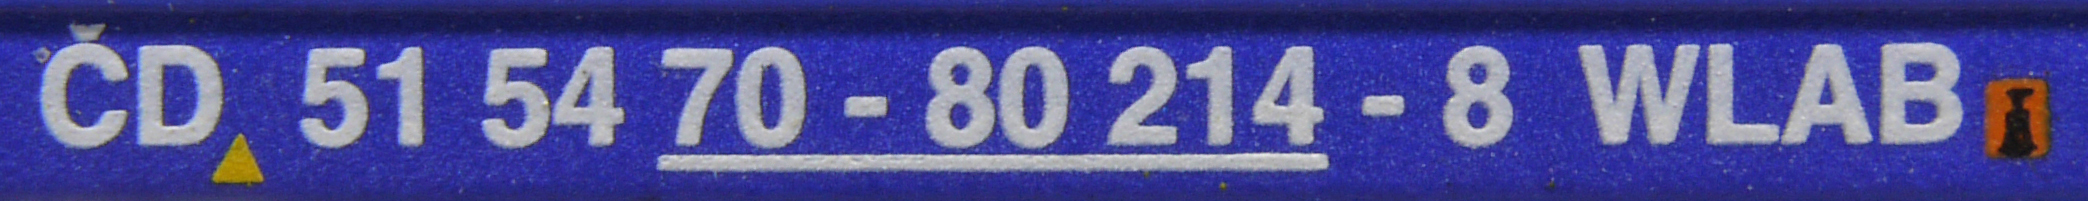 ČD 51 54 70 - 80 214 - 8 WLAB